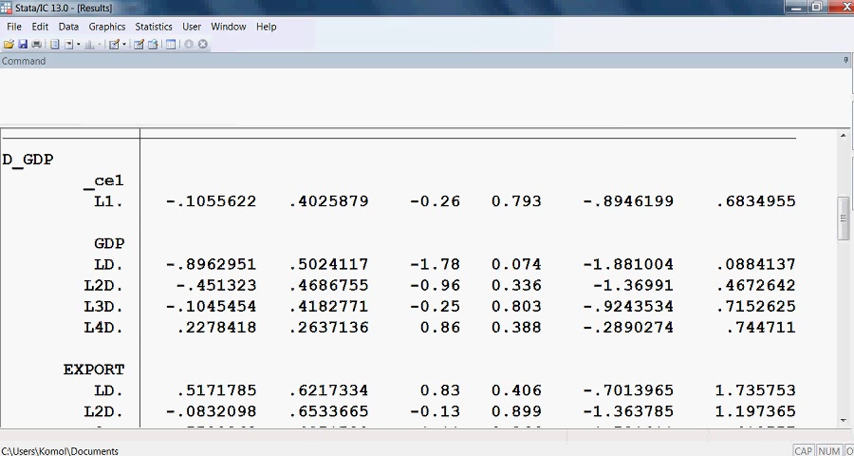 Stata/IC 13.0 - [Results]
File Edit Data Graphics Statistics User Window Help
Command
D_GDP
_ce1
L1. -.1055622 .4025879 -0.26 0.793 -.8946199 .6834955
GDP
LD. -.8962951 .5024117 -1.78 0.074 -1.881004 .0884137
L2D. -.451323 .4686755 -0.96 0.336 -1.36991 .4672642
L3D. -.1045454 .4182771 -0.25 0.803 -.9243534 .7152625
L4D. .2278418 .2637136 0.86 0.388 -.2890274 .744711
EXPORT
LD. .5171785 .6217334 0.83 0.406 -.7013965 1.735753
L2D. -.0832098 .6533665 -0.13 0.899 -1.363785 1.197365
C:\Users\Komol\Documents CAP NUM O